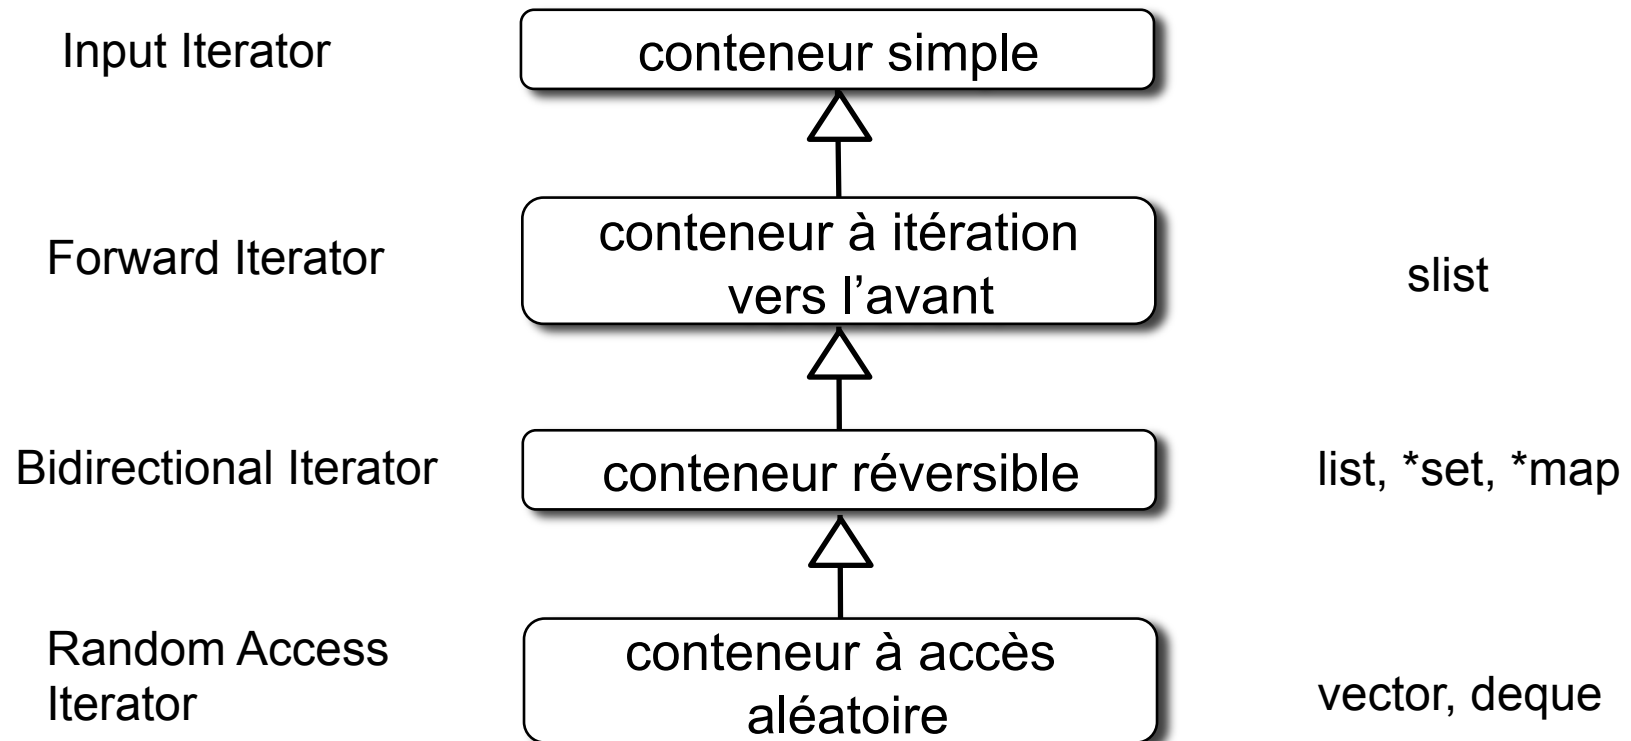 Input Iterator
conteneur simple
Forward Iterator
conteneur à itération
vers l’avant
slist
Bidirectional Iterator
conteneur réversible
list, *set, *map
Random Access
Iterator
conteneur à accès
aléatoire
vector, deque